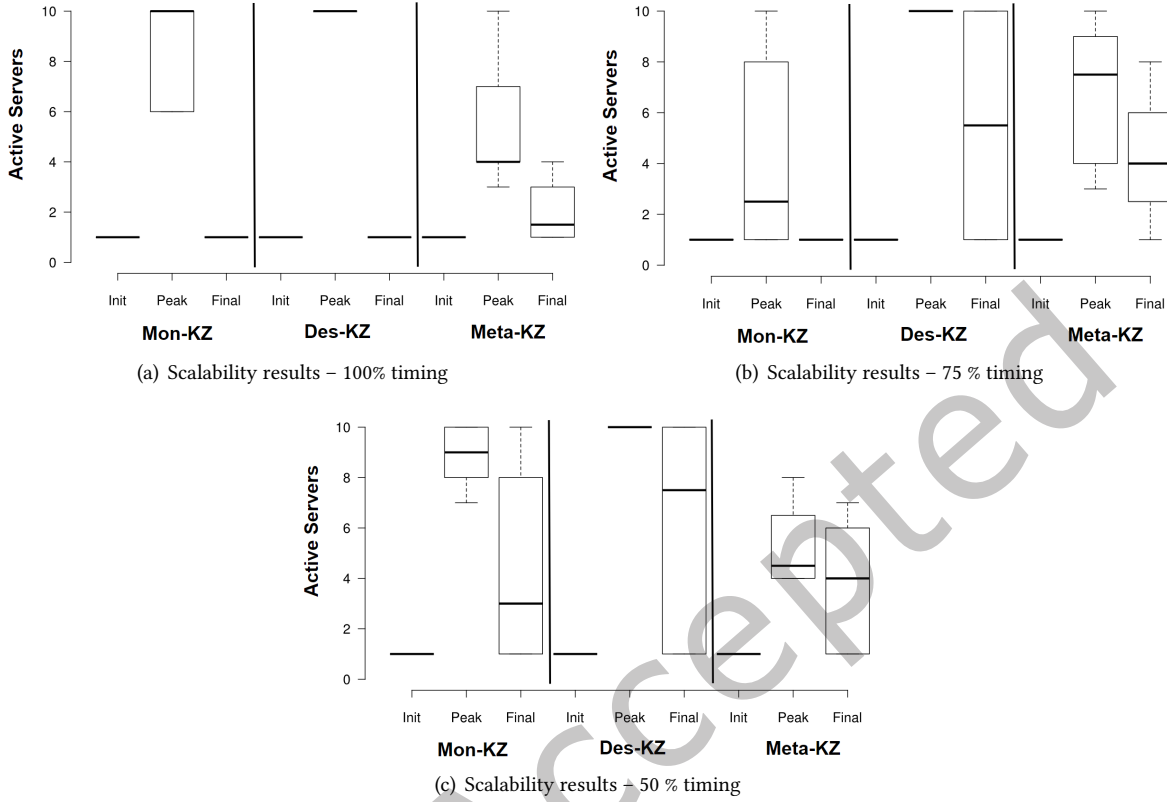 10
8
6
4
2
0
Active Servers
Init Peak Final Init Peak Final Init Peak Final
Mon-KZ Des-KZ Meta-KZ
(a) Scalability results – 100% timing
10
8
6
4
2
0
Active Servers
Init Peak Final Init Peak Final Init Peak Final
Mon-KZ Des-KZ Meta-KZ
(b) Scalability results – 75 % timing
10
8
6
4
2
0
Active Servers
Init Peak Final Init Peak Final Init Peak Final
Mon-KZ Des-KZ Meta-KZ
(c) Scalability results – 50 % timing
Accepted